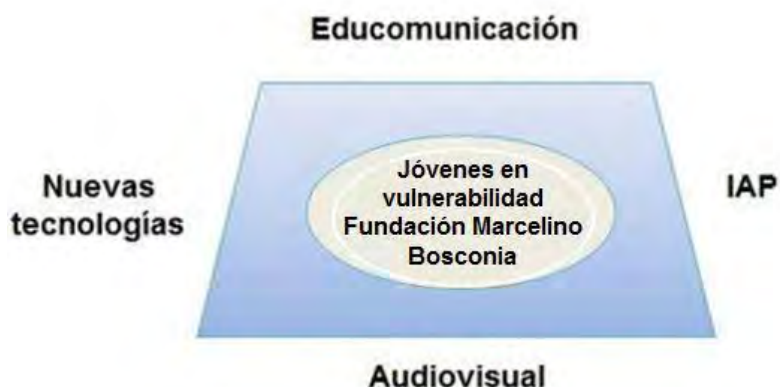 Educomunicación
Nuevas
tecnologías
Jóvenes en
vulnerabilidad
Fundación Marcelino
Bosconia
IAP
Audiovisual